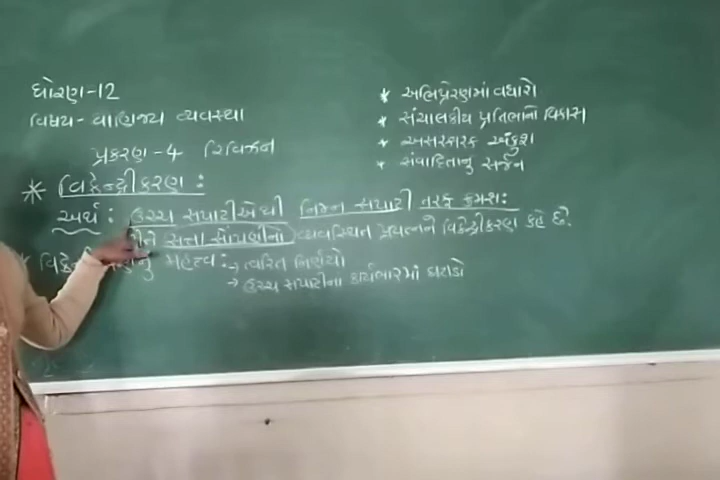 ધોરણ-12
વિષય - વાણિજ્ય વ્યવસ્થા
પ્રકરણ-4 રિવિઝન
* વિકેન્દ્રીકરણ :
અર્થ : ઉચ્ચ સપાટીએથી નિમ્ન સપાટી તરફ ક્રમશ:
સત્તા સોંપણીનો વ્યવસ્થિત પ્રયત્નને વિકેન્દ્રીકરણ કહે છે.
* મહત્વ : → ત્વરિત નિર્ણયો
→ ઉચ્ચ સપાટીના કાર્યભારમાં ઘટાડો
* અભિપ્રેરણમાં વધારો
* સંચાલકીય પ્રતિભાનો વિકાસ
* અસરકારક અંકુશ
* સંવાદિતાનુ સર્જન